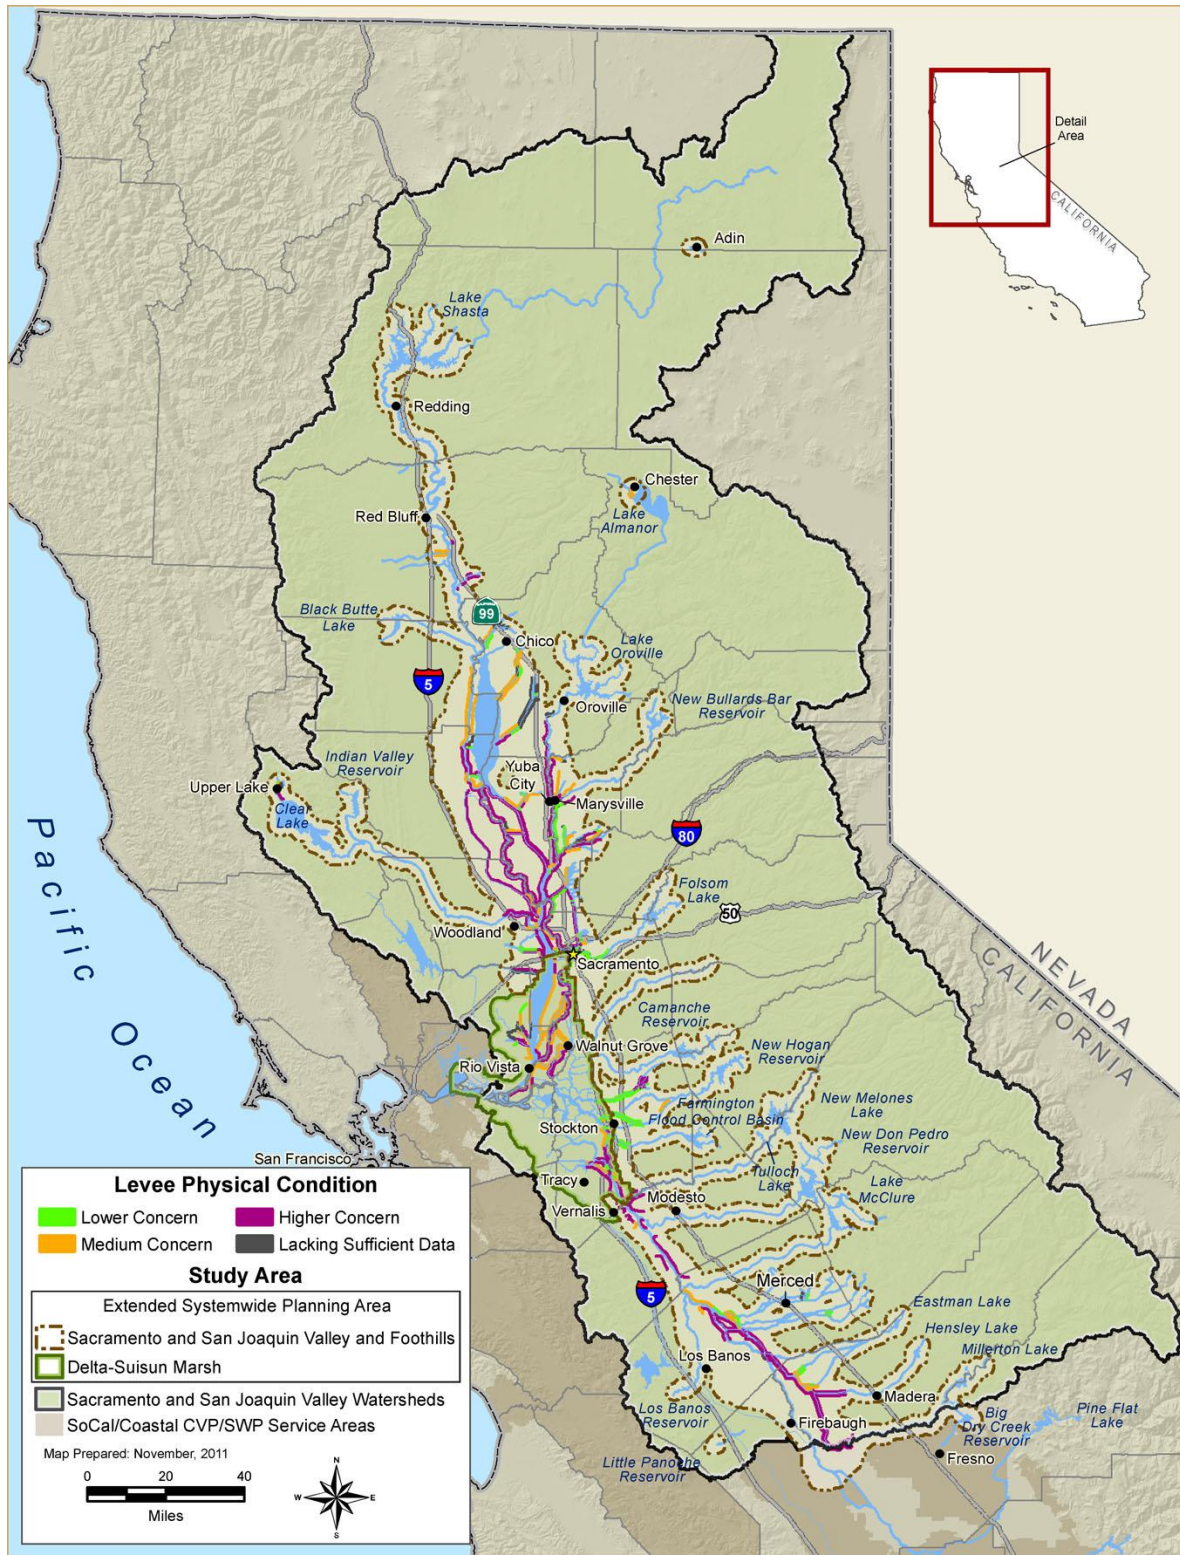 Detail
Area
CALIFORNIA
Adin
Lake
Shasta
Redding
Chester
Lake
Almanor
Red Bluff
Black Butte
Lake
CALIFORNIA
99
Chico
Lake
Oroville
5
Oroville
New Bullards Bar
Reservoir
Indian Valley
Reservoir
Yuba
City
Upper Lake
Clear
Lake
Marysville
80
Folsom
Lake
50
Woodland
Sacramento
NEVADA
CALIFORNIA
Pacific Ocean
Camanche
Reservoir
Walnut Grove
New Hogan
Reservoir
Rio Vista
Farmington
Flood Control Basin
New Melones
Lake
Stockton
New Don Pedro
Reservoir
San Francisco
Tracy
Tulloch
Lake
Lake
McClure
Modesto
Vernalis
5
Merced
Eastman Lake
Hensley Lake
Millerton Lake
Los Banos
Madera
Los Banos
Reservoir
Firebaugh
Big
Dry Creek
Reservoir
Pine Flat
Lake
Little Panoche
Reservoir
Fresno
Levee Physical Condition
Lower Concern
Higher Concern
Medium Concern
Lacking Sufficient Data
Study Area
Extended Systemwide Planning Area
Sacramento and San Joaquin Valley and Foothills
Delta-Suisun Marsh
Sacramento and San Joaquin Valley Watersheds
SoCal/Coastal CVP/SWP Service Areas
Map Prepared: November, 2011
0 20 40
Miles
N
W E
S